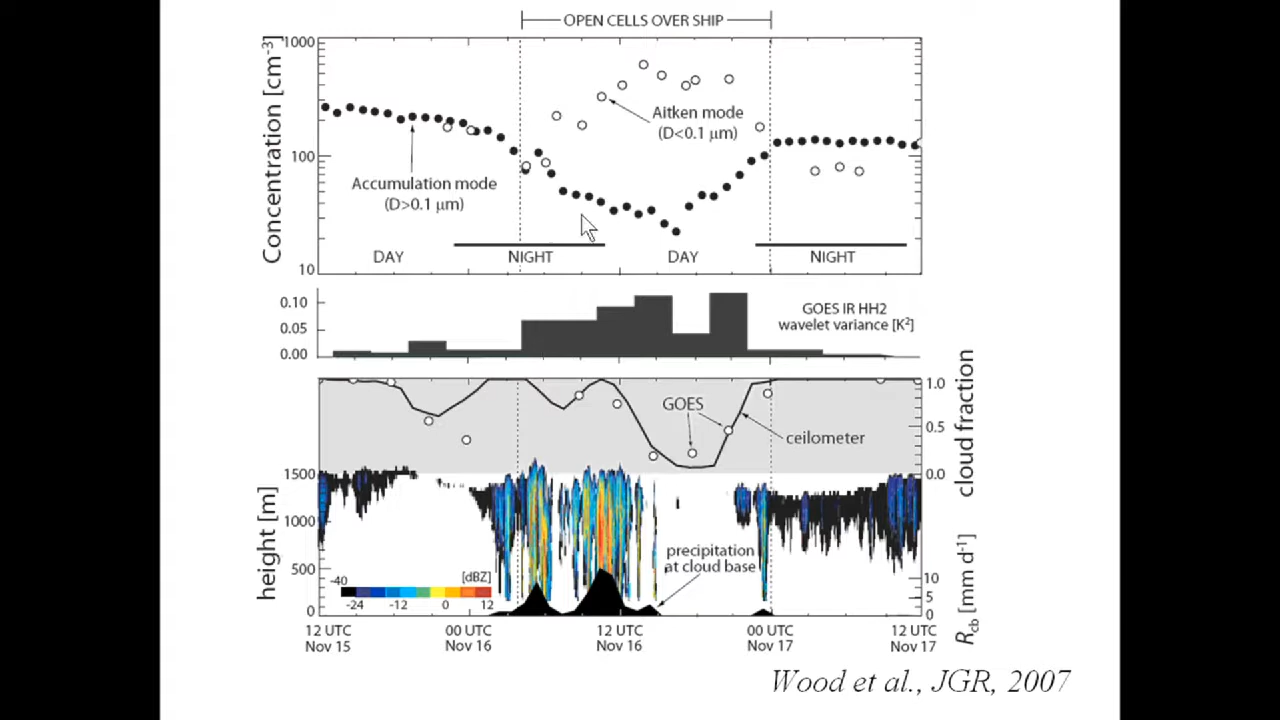 OPEN CELLS OVER SHIP
Concentration [cm-3]
1000
100
10
Aitken mode
(D<0.1 µm)
Accumulation mode
(D>0.1 µm)
DAY
NIGHT
DAY
NIGHT
0.10
0.05
0.00
GOES IR HH2
wavelet variance [K2]
1.0
0.5
0.0
cloud fraction
GOES
ceilometer
height [m]
1500
1000
500
0
-40
[dBZ]
-24
-12
0
12
precipitation
at cloud base
10
5
0
Rcb [mm d-1]
12 UTC
Nov 15
00 UTC
Nov 16
12 UTC
Nov 16
00 UTC
Nov 17
12 UTC
Nov 17
Wood et al., JGR, 2007